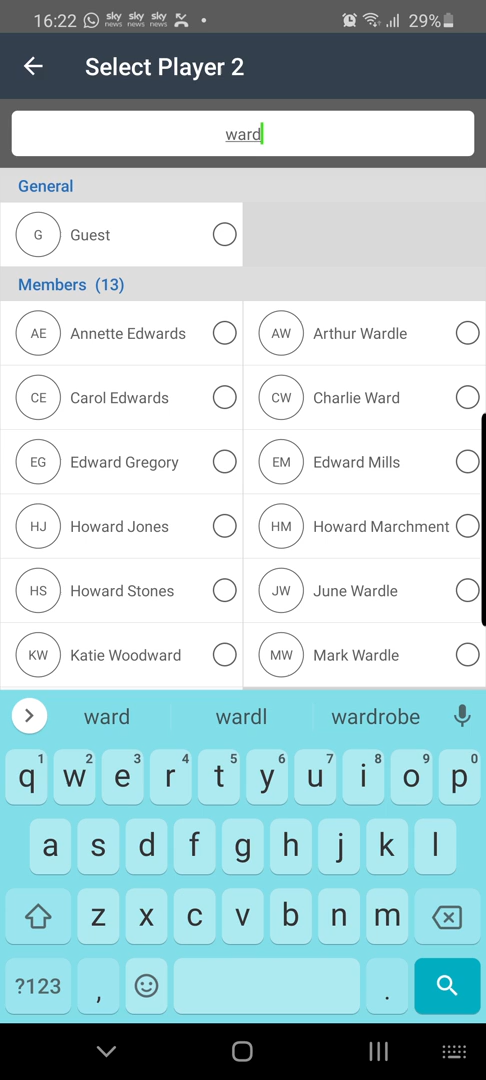 16:22 sky news sky news sky news 29%
Select Player 2
ward
General
G Guest
Members (13)
AE Annette Edwards AW Arthur Wardle
CE Carol Edwards CW Charlie Ward
EG Edward Gregory EM Edward Mills
HJ Howard Jones HM Howard Marchment
HS Howard Stones JW June Wardle
KW Katie Woodward MW Mark Wardle
ward wardl wardrobe
1 2 3 4 5 6 7 8 9 0
q w e r t y u i o p
a s d f g h j k l
z x c v b n m
?123 , .